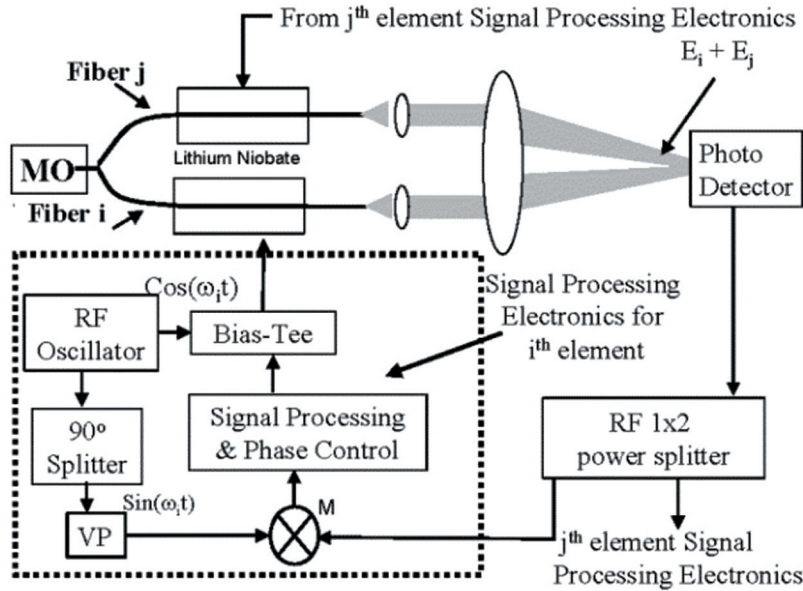 From jth element Signal Processing Electronics
Ei + Ej
Fiber j
MO
Lithium Niobate
Fiber i
Photo
Detector
Cos(ωit)
RF
Oscillator
Bias-Tee
Signal Processing
Electronics for
ith element
90o
Splitter
Signal Processing
& Phase Control
RF 1x2
power splitter
Sin(ωit)
VP
M
jth element Signal
Processing Electronics